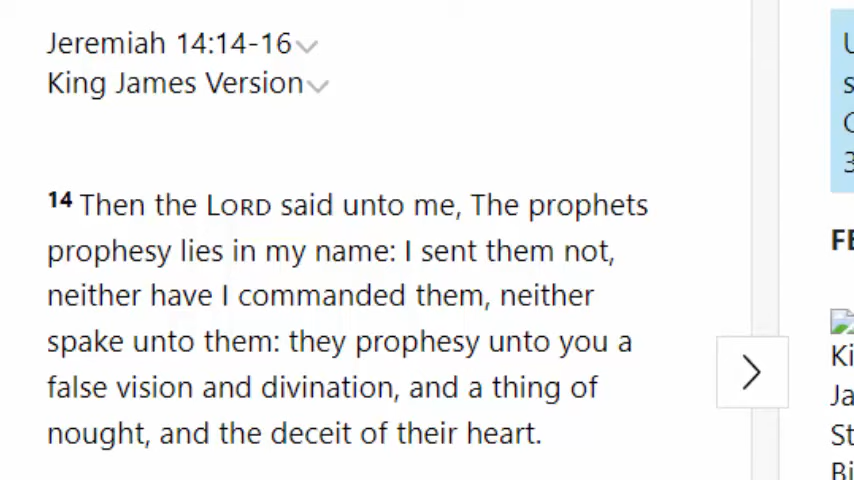 Jeremiah 14:14-16
King James Version
14 Then the LORD said unto me, The prophets
prophesy lies in my name: I sent them not,
neither have I commanded them, neither
spake unto them: they prophesy unto you a
false vision and divination, and a thing of
nought, and the deceit of their heart.